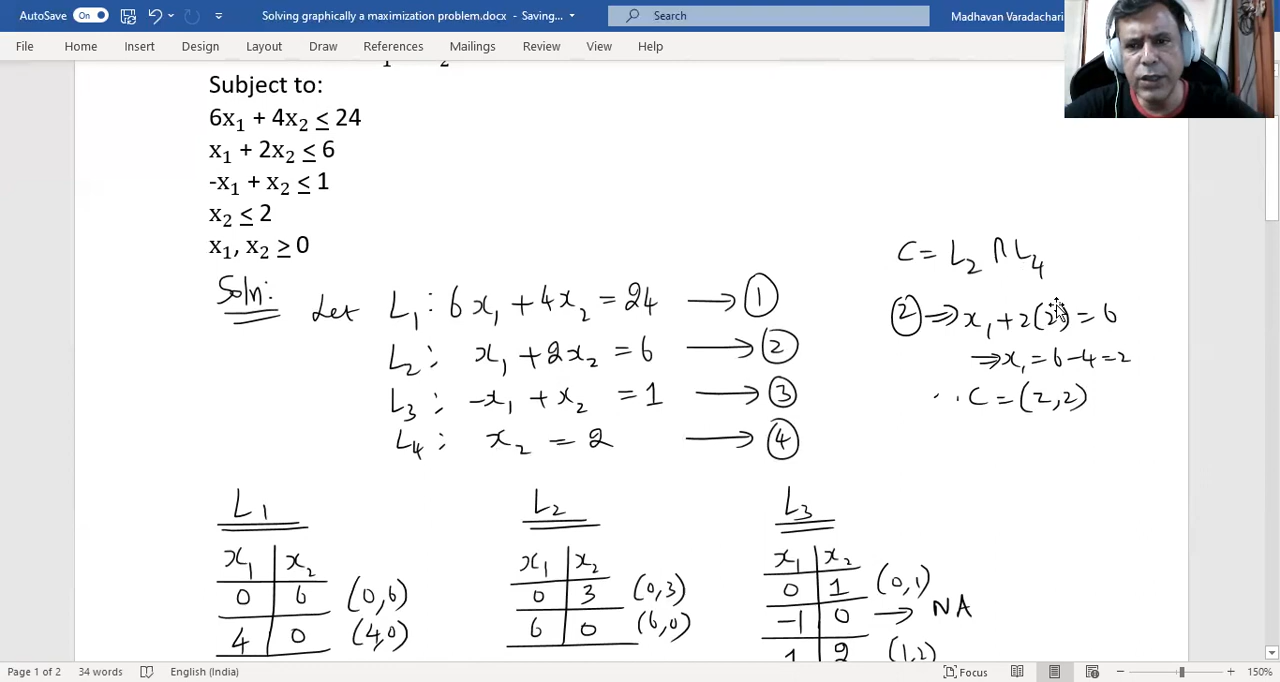 AutoSave On Solving graphically a maximization problem.docx - Saving... Search Madhavan Varadachari
File Home Insert Design Layout References Mailings Review View Help
Subject to:
6x₁ + 4x₂ ≤ 24
x₁ + 2x₂ ≤ 6
-x₁ + x₂ ≤ 1
x₂ ≤ 2
x₁, x₂ ≥ 0
C = L₂ ∩ L₄
Soln: Let L₁: 6x₁ + 4x₂ = 24 → ①
② ⇒ x₁ + 2(2) = 6
L₂: x₁ + 2x₂ = 6 → ②
⇒ x₁ = 6 - 4 = 2
L₃: -x₁ + x₂ = 1 → ③
∴ C = (2,2)
L₄: x₂ = 2 → ④
L₁ L₂ L₃
x₁ x₂ x₁ x₂ x₁ x₂
0 6 (0,6) 0 3 (0,3) 0 1 (0,1)
4 0 (4,0) 6 0 (6,0) -1 0 → NA
1 2 (1,2)
Page 1 of 2 34 words English (India) Focus 150%